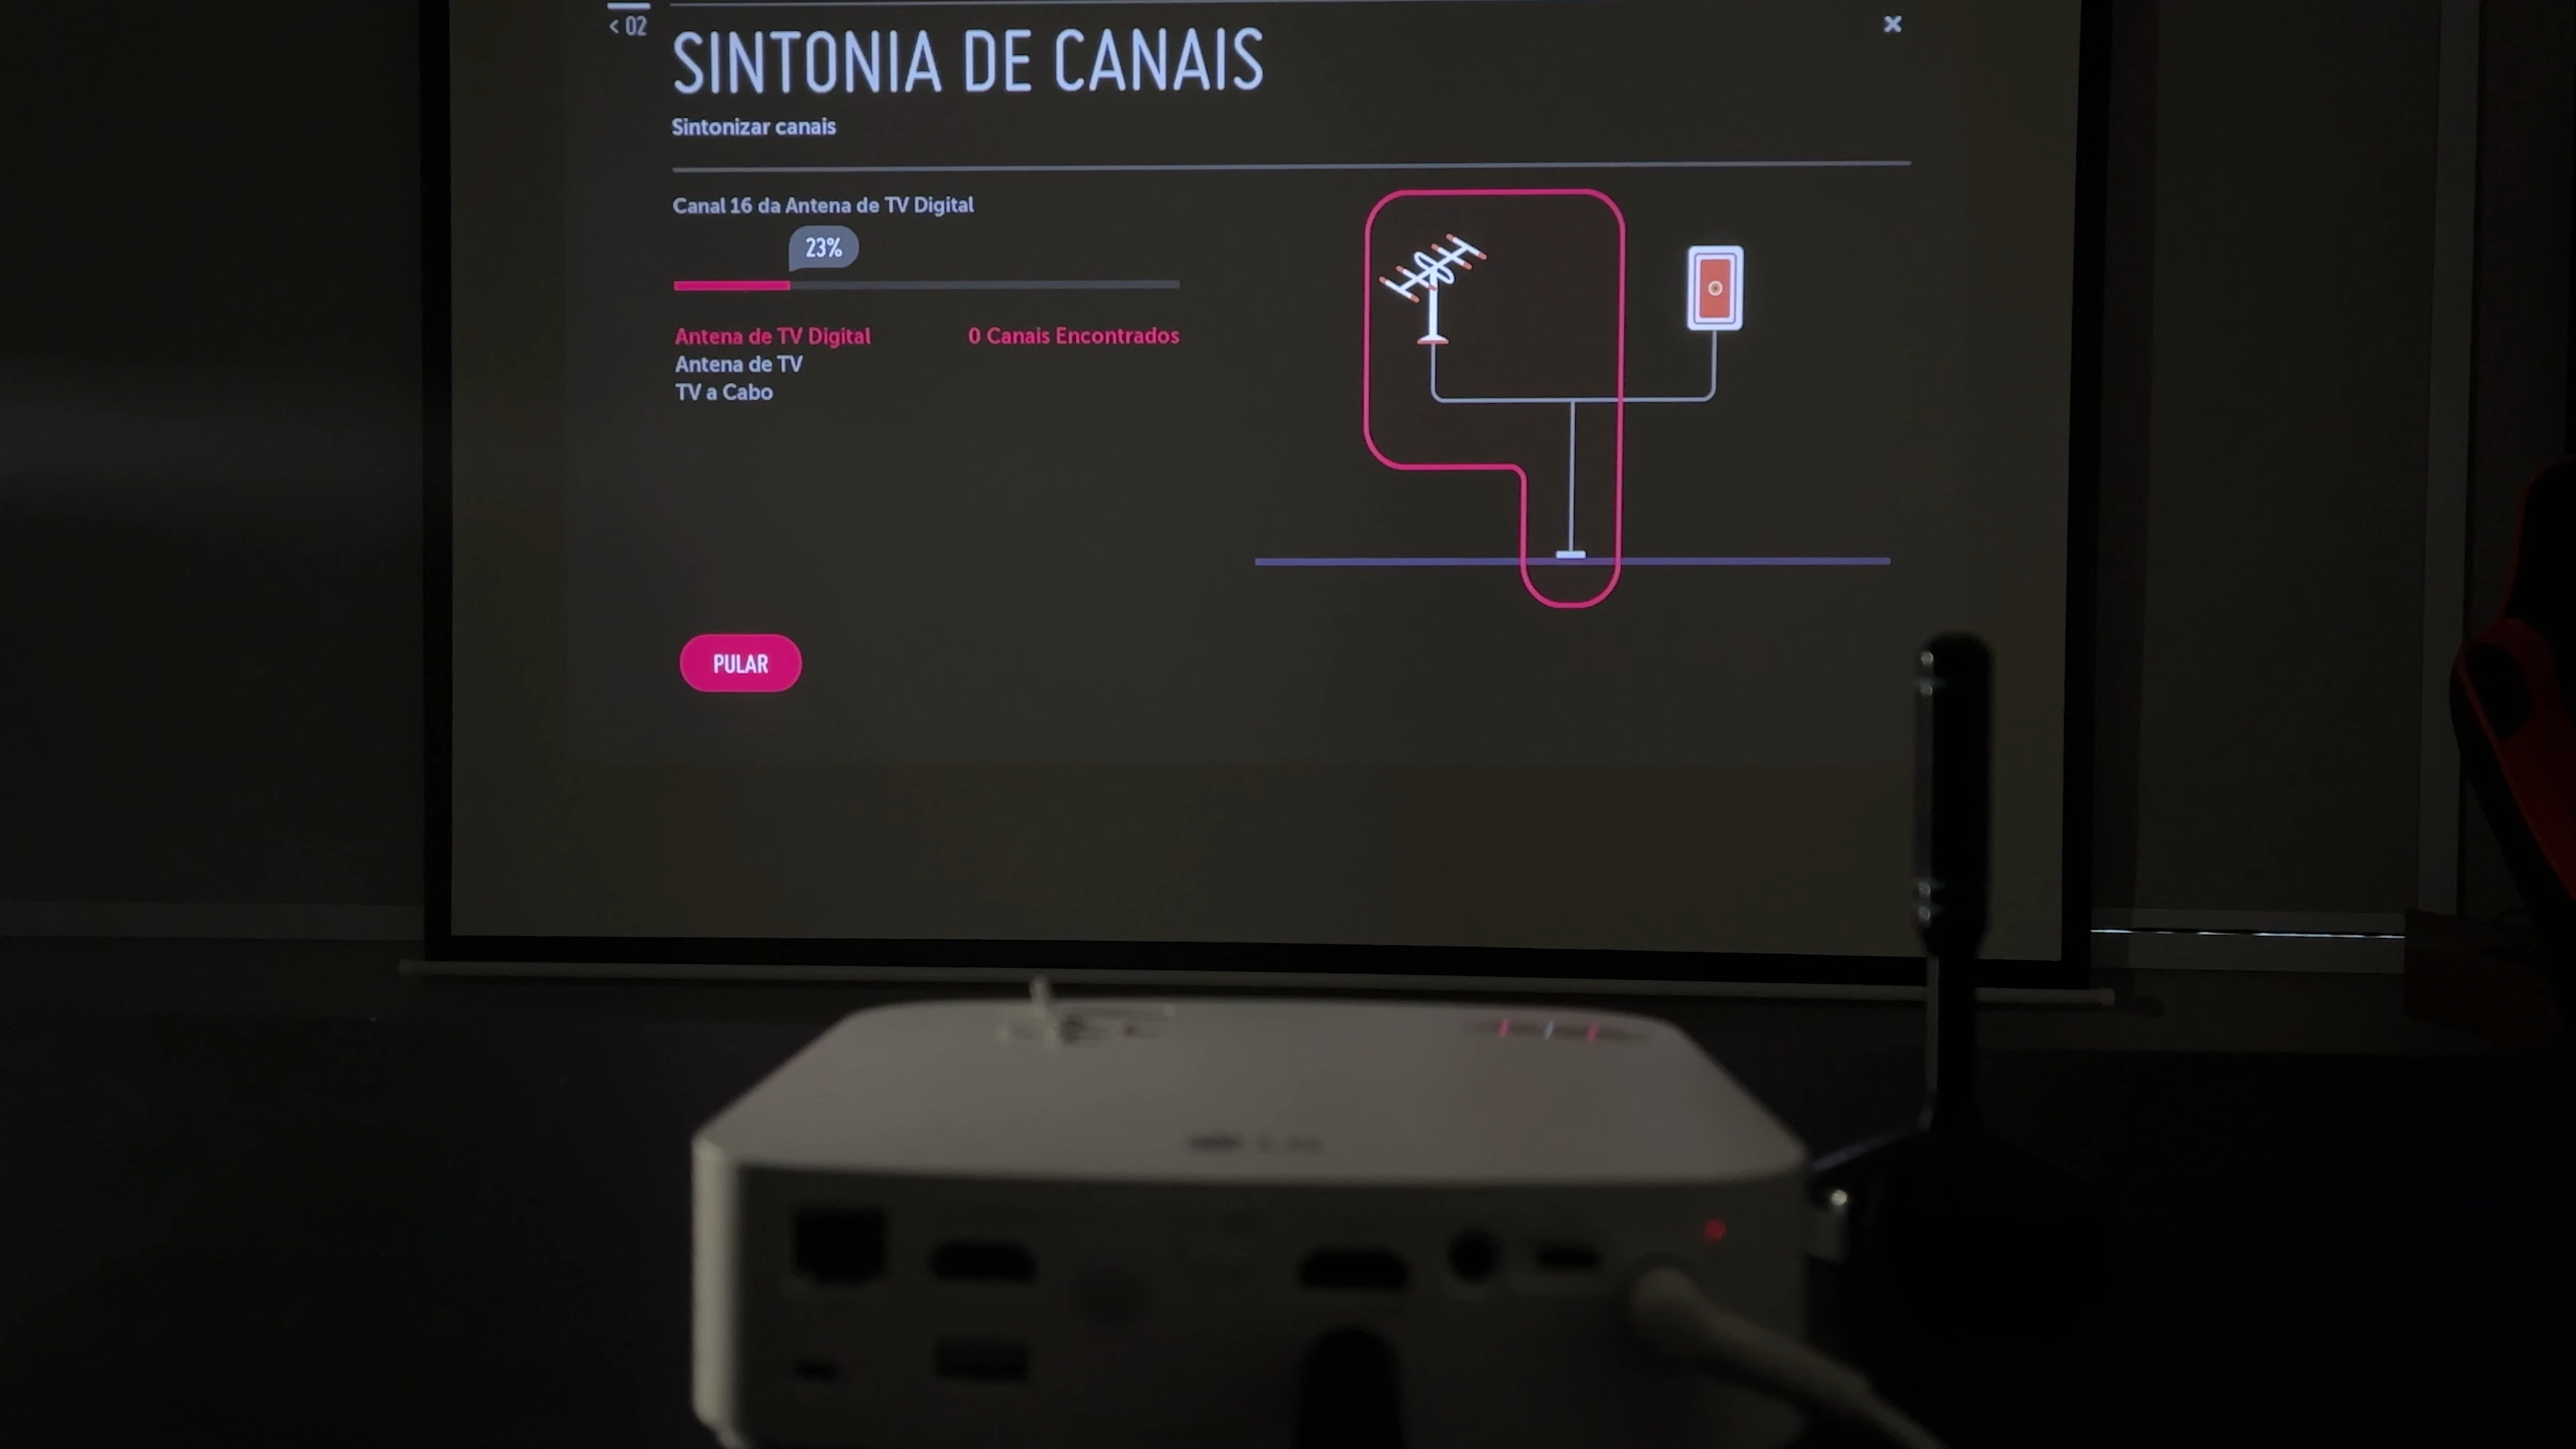 < 02
SINTONIA DE CANAIS
Sintonizar canais
Canal 16 da Antena de TV Digital
23%
Antena de TV Digital
0 Canais Encontrados
Antena de TV
TV a Cabo
PULAR